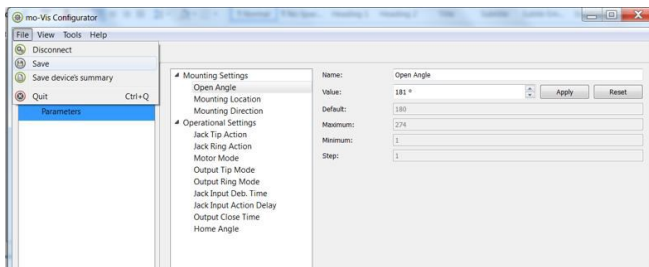 mo-Vis Configurator
File View Tools Help
Disconnect
Save
Save device's summary
Quit Ctrl+Q
Parameters
Mounting Settings
Open Angle
Mounting Location
Mounting Direction
Operational Settings
Jack Tip Action
Jack Ring Action
Motor Mode
Output Tip Mode
Output Ring Mode
Jack Input Deb. Time
Jack Input Action Delay
Output Close Time
Home Angle
Name: Open Angle
Value: 181 * Apply Reset
Default: 180
Maximum: 274
Minimum: 1
Step: 1